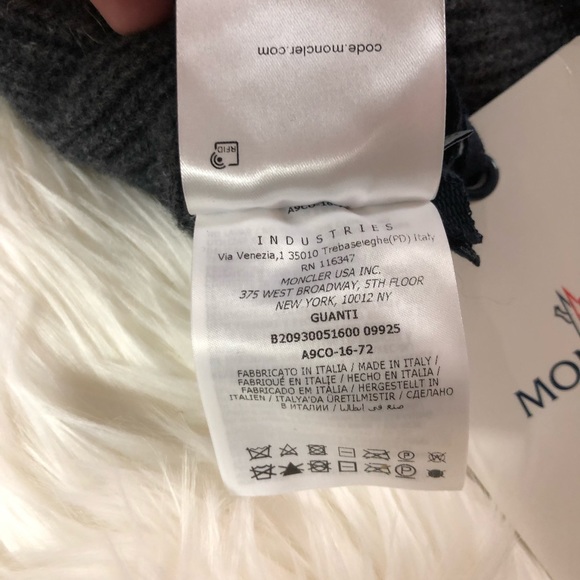 code.moncler.com
RFID
INDUSTRIES
Via Venezia,1 35010 Trebaseleghe(PD) Italy
RN 116347
MONCLER USA INC.
375 WEST BROADWAY, 5TH FLOOR
NEW YORK, 10012 NY
GUANTI
B20930051600 09925
A9CO-16-72
FABBRICATO IN ITALIA / MADE IN ITALY /
FABRIQUÉ EN ITALIE / HECHO EN ITALIA /
FABRICADO EM ITÁLIA / HERGESTELLT IN
ITALIEN / ITALYA'DA ÜRETILMISTIR / СДЕЛАНО
В ИТАЛИИ / صنع في إيطاليا
MON